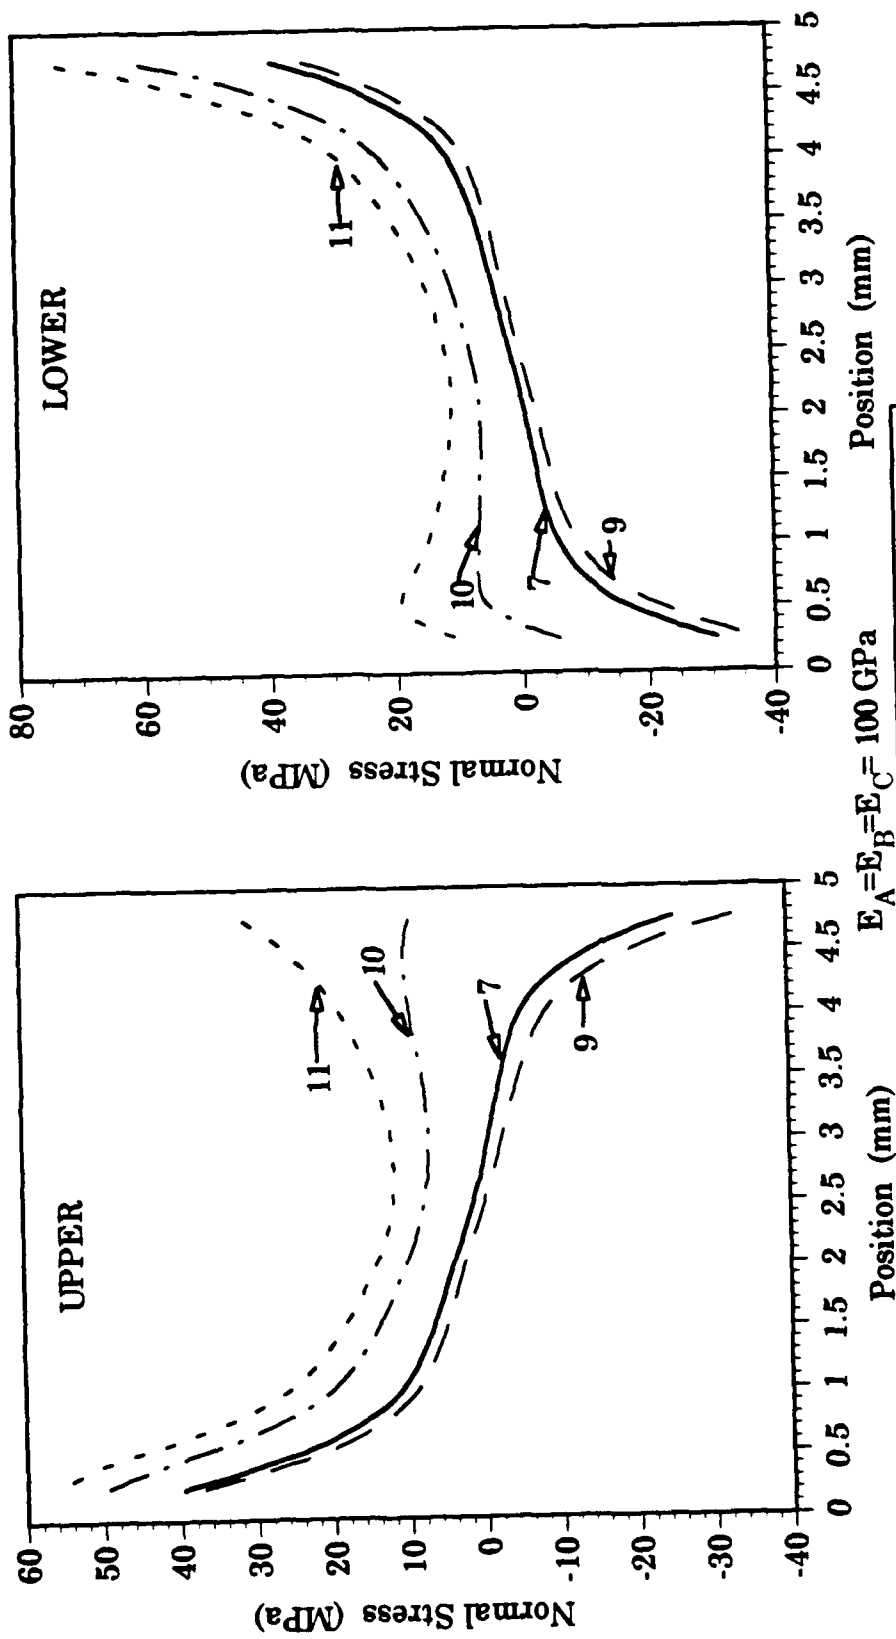 UPPER
Normal Stress (MPa)
60
50
40
30
20
10
0
-10
-20
-30
-40
11
10
7
9
0 0.5 1 1.5 2 2.5 3 3.5 4 4.5 5
Position (mm)
LOWER
Normal Stress (MPa)
80
60
40
20
0
-20
-40
11
10
7
9
0 0.5 1 1.5 2 2.5 3 3.5 4 4.5 5
Position (mm)
E_A=E_B=E_C= 100 GPa